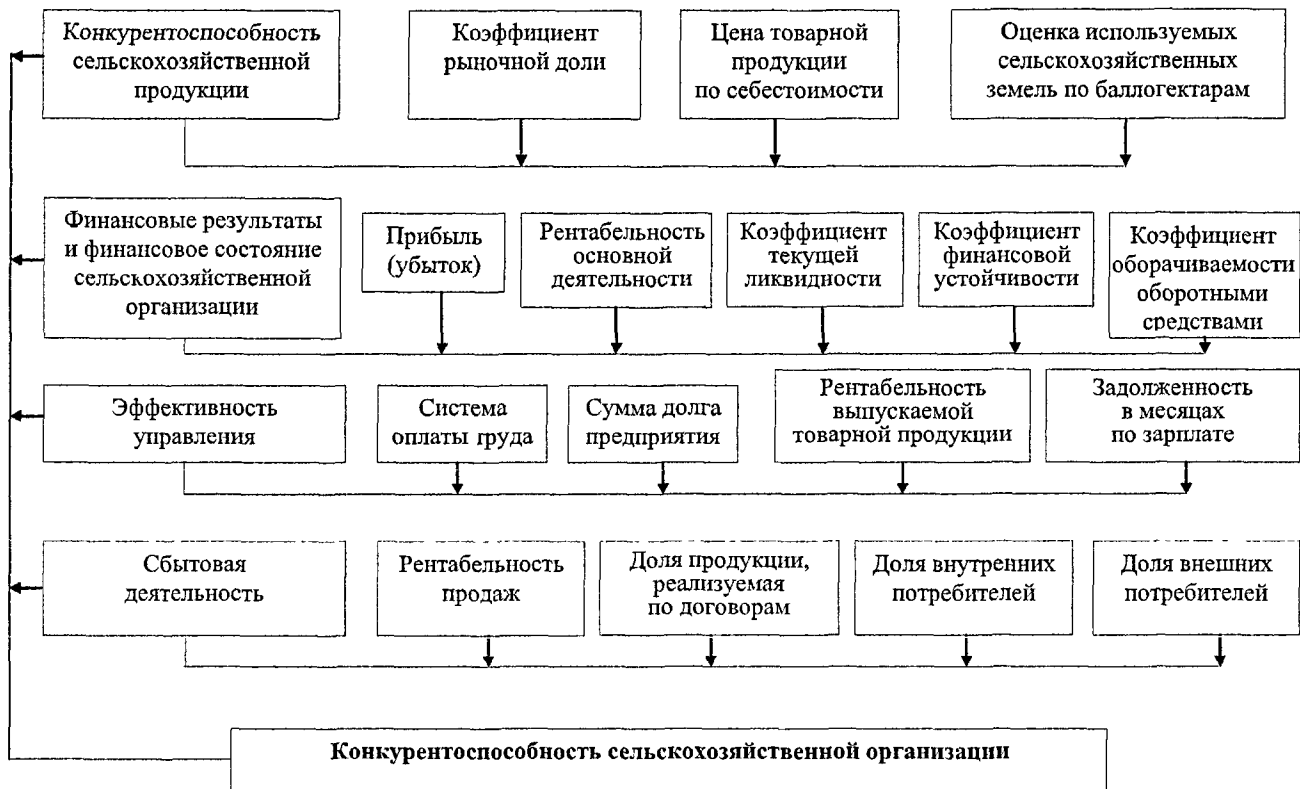 Конкурентоспособность
сельскохозяйственной
продукции
Коэффициент
рыночной доли
Цена товарной
продукции
по себестоимости
Оценка используемых
сельскохозяйственных
земель по баллогектарам
Финансовые результаты
и финансовое состояние
сельскохозяйственной
организации
Прибыль
(убыток)
Рентабельность
основной
деятельности
Коэффициент
текущей
ликвидности
Коэффициент
финансовой
устойчивости
Коэффициент
оборачиваемости
оборотными
средствами
Эффективность
управления
Система
оплаты труда
Сумма долга
предприятия
Рентабельность
выпускаемой
товарной продукции
Задолженность
в месяцах
по зарплате
Сбытовая
деятельность
Рентабельность
продаж
Доля продукции,
реализуемая
по договорам
Доля внутренних
потребителей
Доля внешних
потребителей
Конкурентоспособность сельскохозяйственной организации